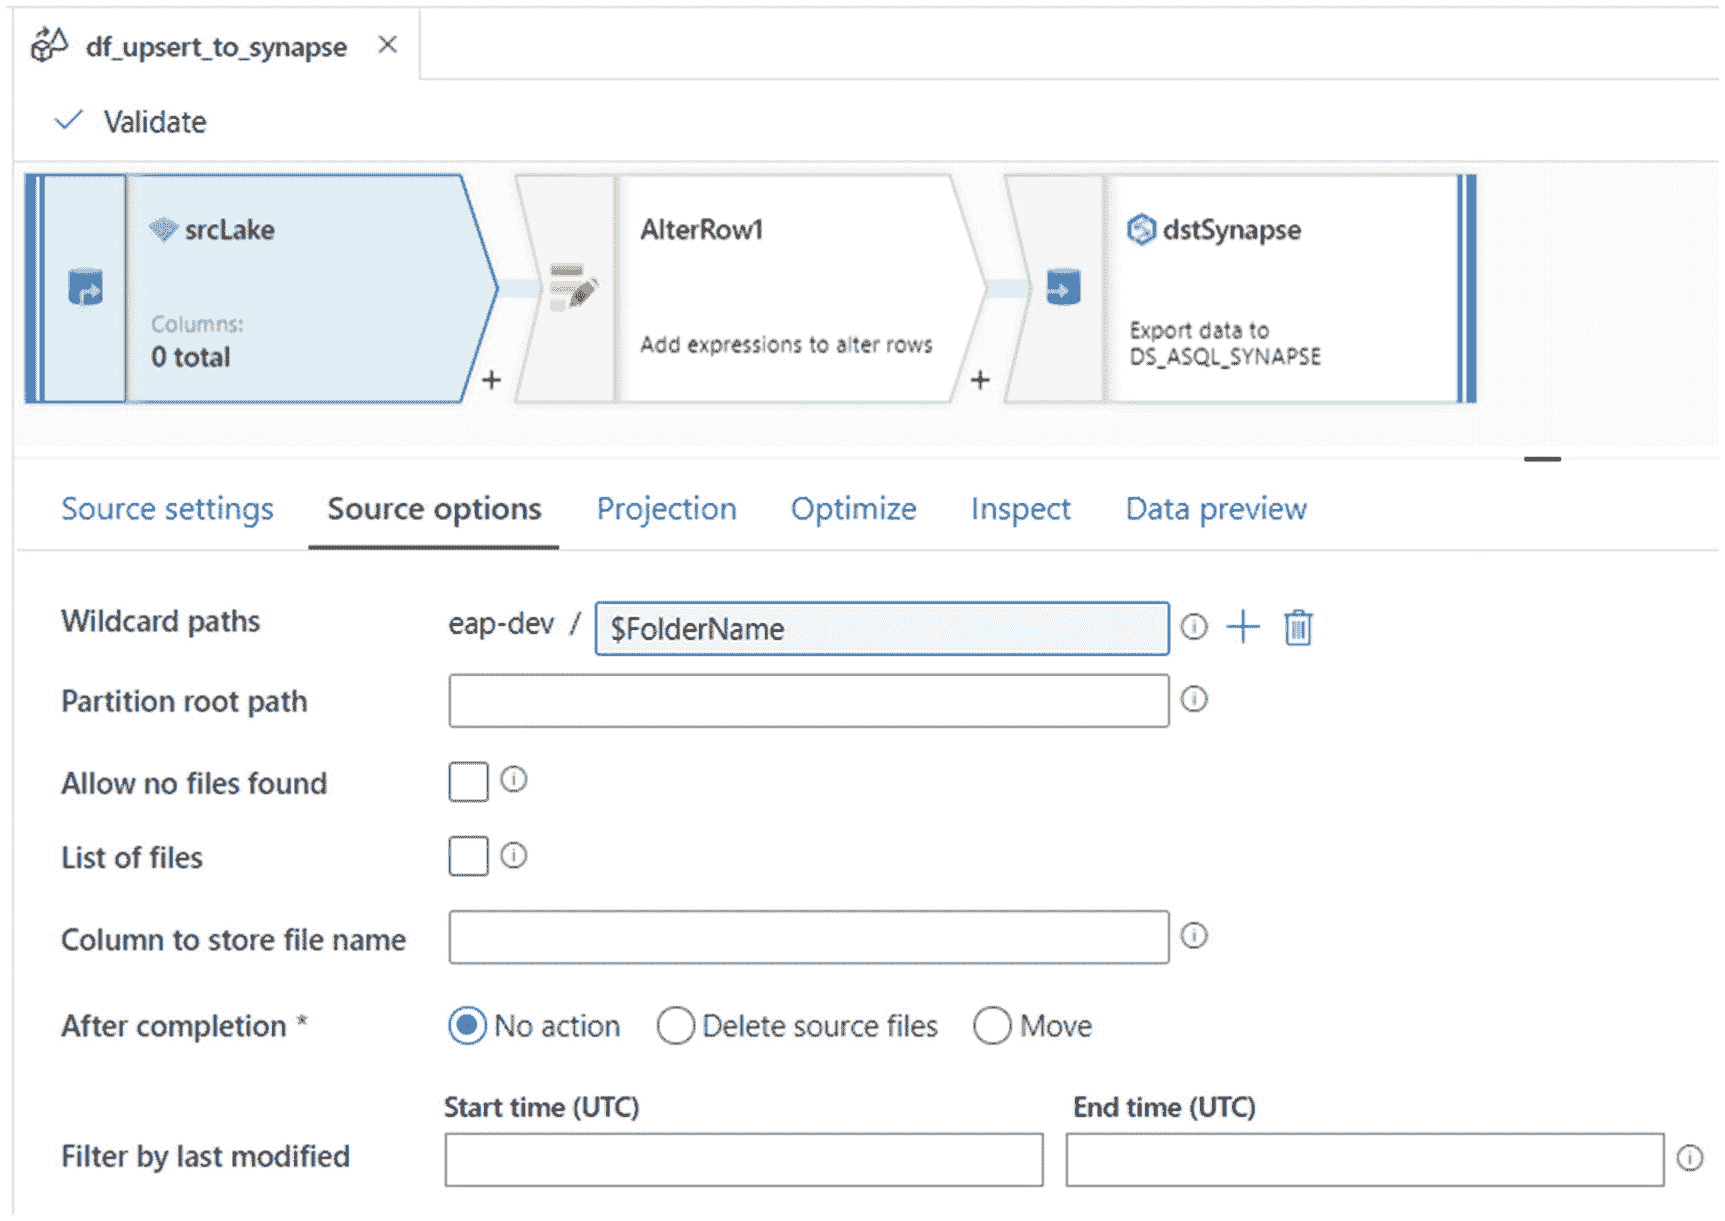 df_upsert_to_synapse
Validate
srcLake
Columns:
0 total
+
AlterRow1
Add expressions to alter rows
+
dstSynapse
Export data to
DS_ASQL_SYNAPSE
Source settings Source options Projection Optimize Inspect Data preview
Wildcard paths eap-dev / $FolderName
Partition root path
Allow no files found
List of files
Column to store file name
After completion * No action Delete source files Move
Start time (UTC) End time (UTC)
Filter by last modified